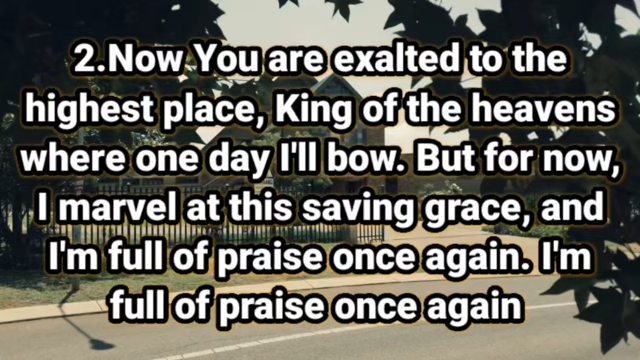 2.Now You are exalted to the
highest place, King of the heavens
where one day I'll bow. But for now,
I marvel at this saving grace, and
I'm full of praise once again. I'm
full of praise once again